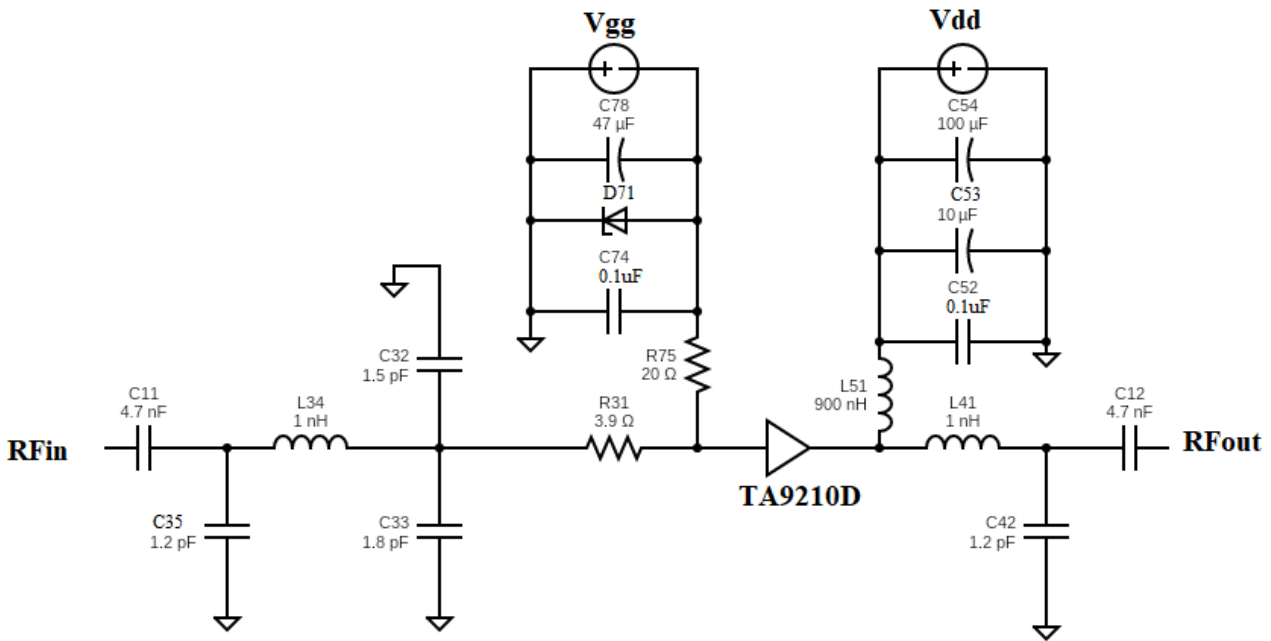 Vgg
Vdd
C78
47 µF
C54
100 µF
D71
C53
10 µF
C74
0.1uF
C52
0.1uF
C32
1.5 pF
R75
20 Ω
L51
900 nH
C11
4.7 nF
L34
1 nH
R31
3.9 Ω
L41
1 nH
C12
4.7 nF
RFin
RFout
TA9210D
C35
1.2 pF
C33
1.8 pF
C42
1.2 pF